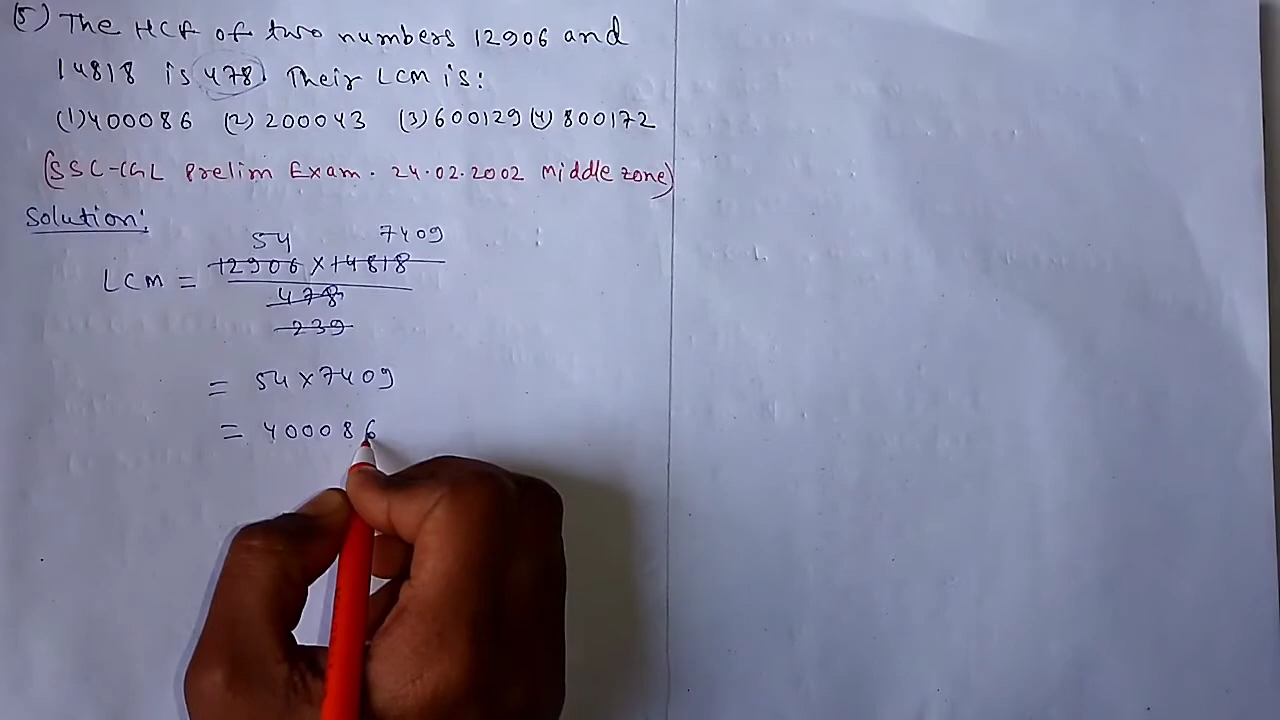 (5) The HCF of two numbers 12906 and
14818 is 478. Their LCM is:
(1) 400086 (2) 200043 (3) 600129 (4) 800172
(SSC-CGL Prelim Exam. 24.02.2002 Middle zone)
Solution:
54 7409
LCM = 12906 × 14818
478
239
= 54 × 7409
= 400086